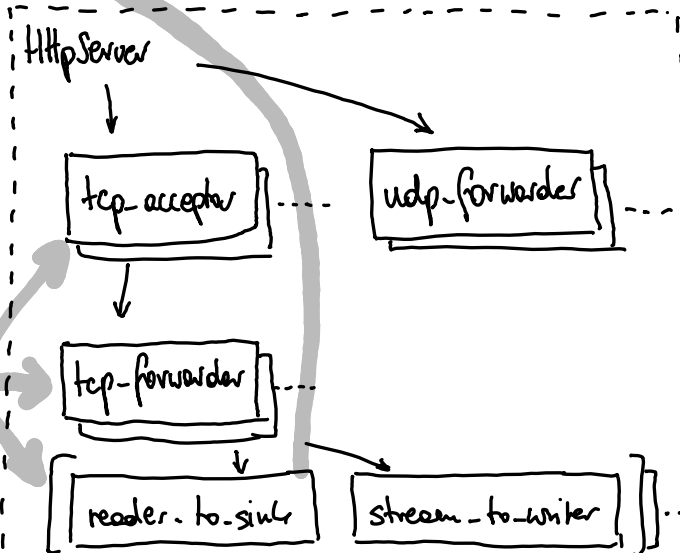 HttpServer
tcp_acceptor
udp_forwarder
tcp_forwarder
reader_to_sink
stream_to_writer